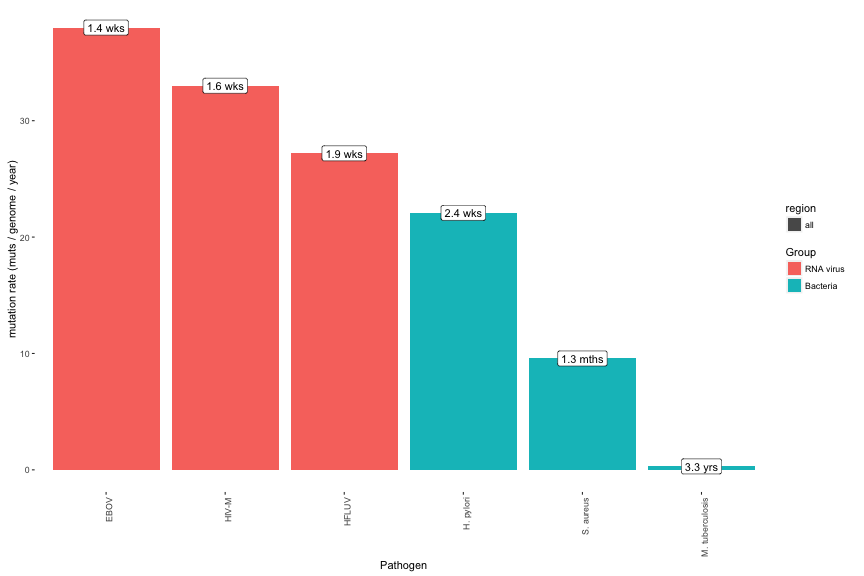 1.4 wks
1.6 wks
1.9 wks
2.4 wks
1.3 mths
3.3 yrs
mutation rate (muts / genome / year)
30
20
10
0
EBOV
HIV-M
HFLUV
H. pylori
S. aureus
M. tuberculosis
Pathogen
region
all
Group
RNA virus
Bacteria